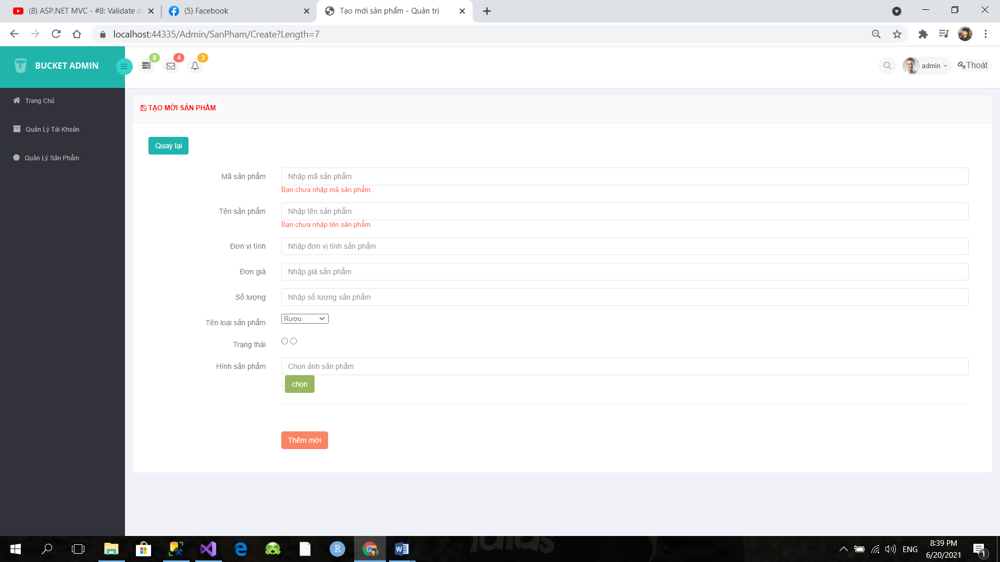 (8) ASP.NET MVC - #8: Validate d
(5) Facebook
Tạo mới sản phẩm - Quản trị
localhost:44335/Admin/SanPham/Create?Length=7
BUCKET ADMIN
8
4
3
admin
Thoát
Trang Chủ
Quản Lý Tài Khoản
Quản Lý Sản Phẩm
TẠO MỚI SẢN PHẨM
Quay lại
Mã sản phẩm
Nhập mã sản phẩm
Bạn chưa nhập mã sản phẩm.
Tên sản phẩm
Nhập tên sản phẩm
Bạn chưa nhập tên sản phẩm.
Đơn vị tính
Nhập đơn vị tính sản phẩm
Đơn giá
Nhập giá sản phẩm
Số lượng
Nhập số lượng sản phẩm
Tên loại sản phẩm
Rượu
Trạng thái
Hình sản phẩm
Chọn ảnh sản phẩm
; chọn
Thêm mới
R
W
ENG
8:39 PM
6/20/2021
1